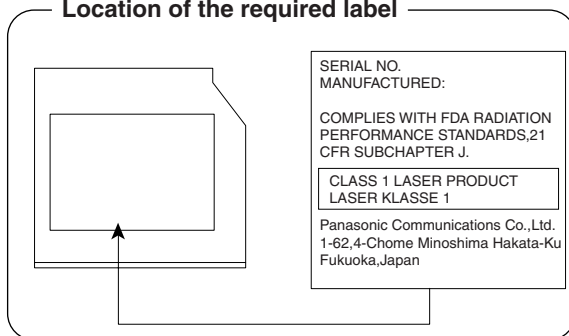 Location of the required label
SERIAL NO.
MANUFACTURED:
COMPLIES WITH FDA RADIATION
PERFORMANCE STANDARDS,21
CFR SUBCHAPTER J.
CLASS 1 LASER PRODUCT
LASER KLASSE 1
Panasonic Communications Co.,Ltd.
1-62,4-Chome Minoshima Hakata-Ku
Fukuoka,Japan